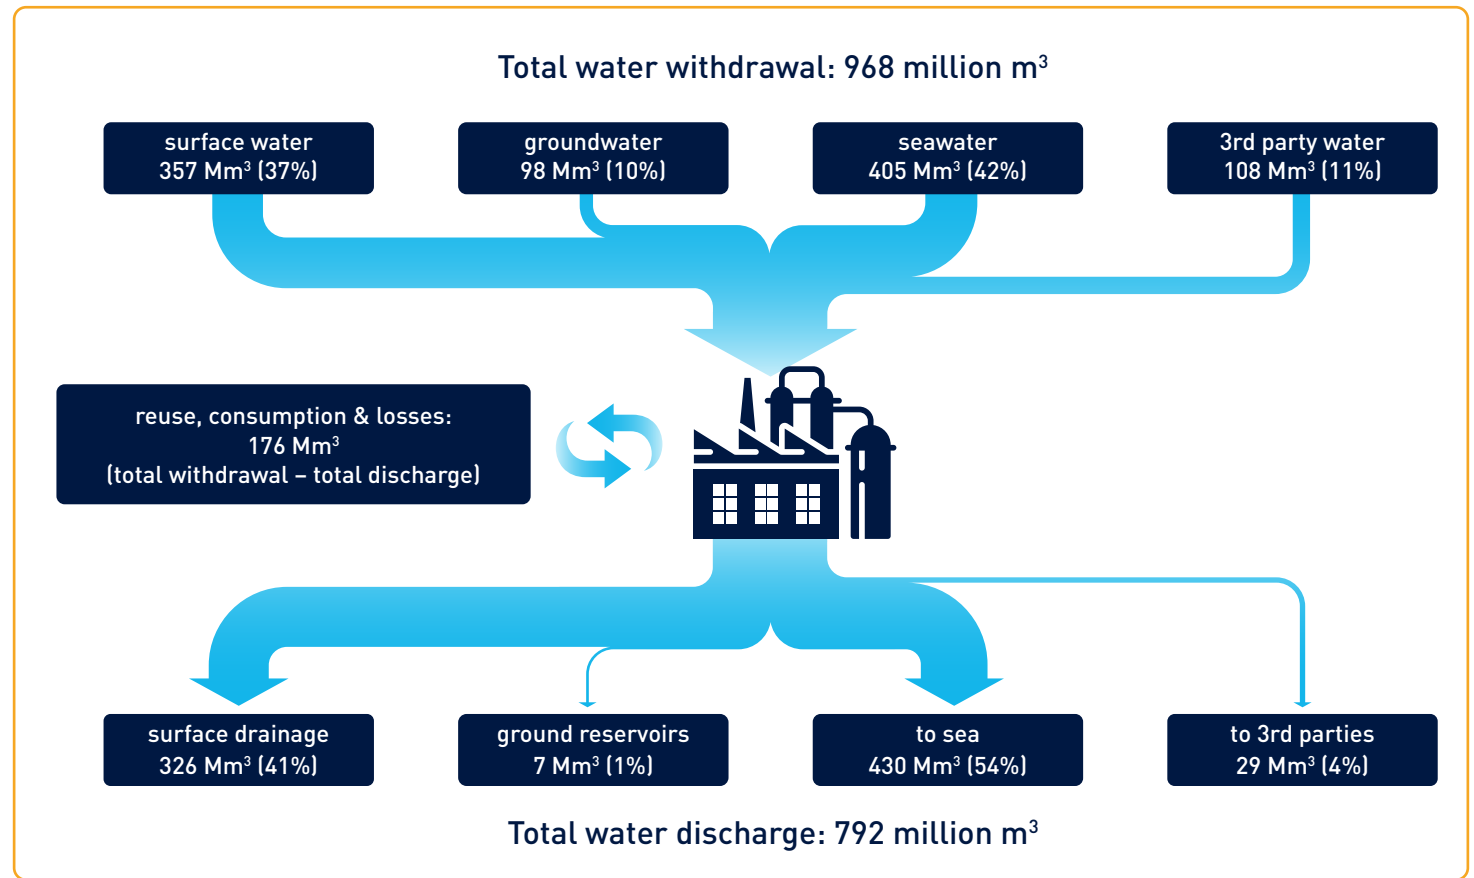 Total water withdrawal: 968 million m³
surface water
357 Mm³ (37%)
groundwater
98 Mm³ (10%)
seawater
405 Mm³ (42%)
3rd party water
108 Mm³ (11%)
reuse, consumption & losses:
176 Mm³
(total withdrawal – total discharge)
surface drainage
326 Mm³ (41%)
ground reservoirs
7 Mm³ (1%)
to sea
430 Mm³ (54%)
to 3rd parties
29 Mm³ (4%)
Total water discharge: 792 million m³